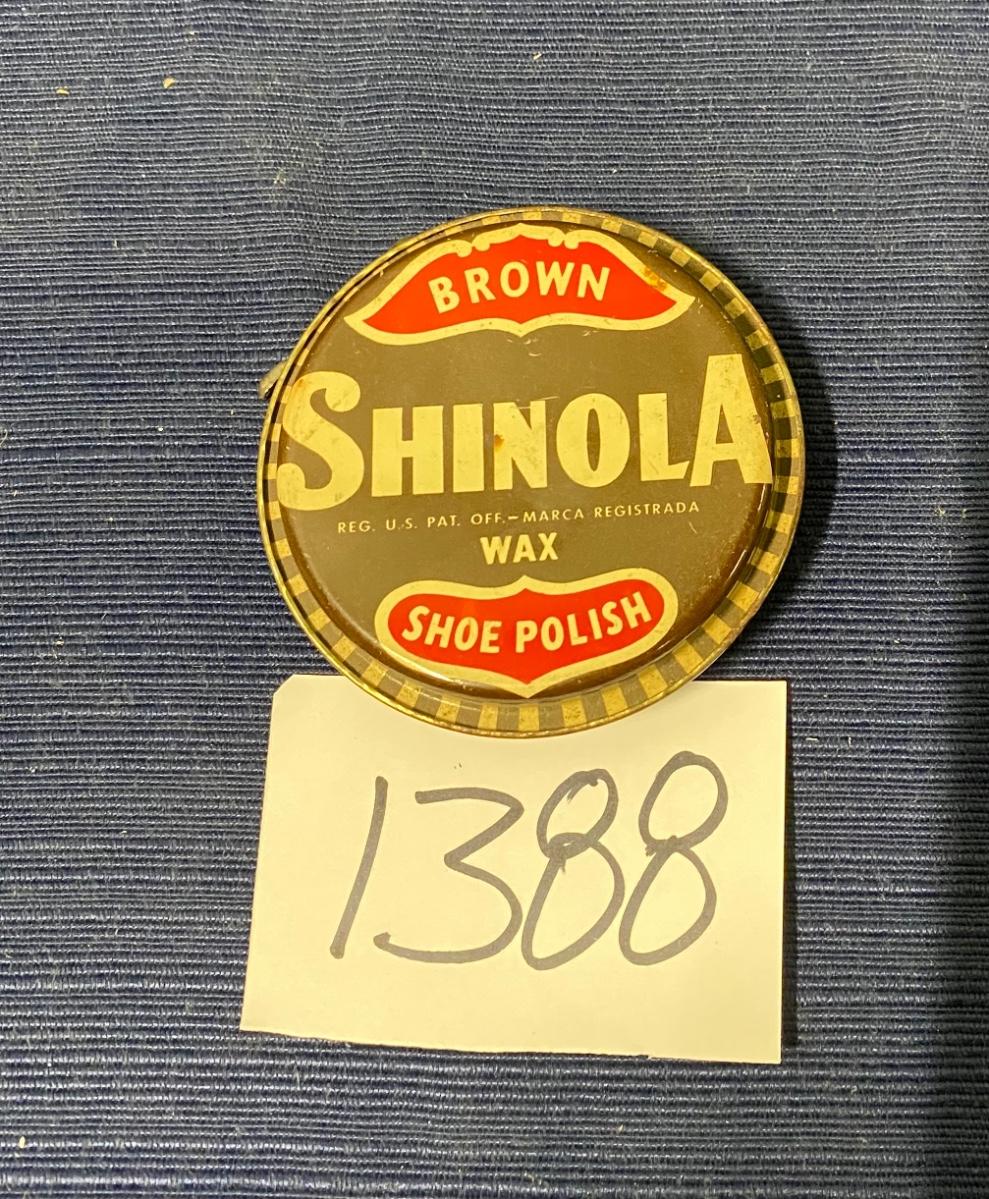 BROWN
SHINOLA
REG. U.S. PAT. OFF.—MARCA REGISTRADA
WAX
SHOE POLISH
1388